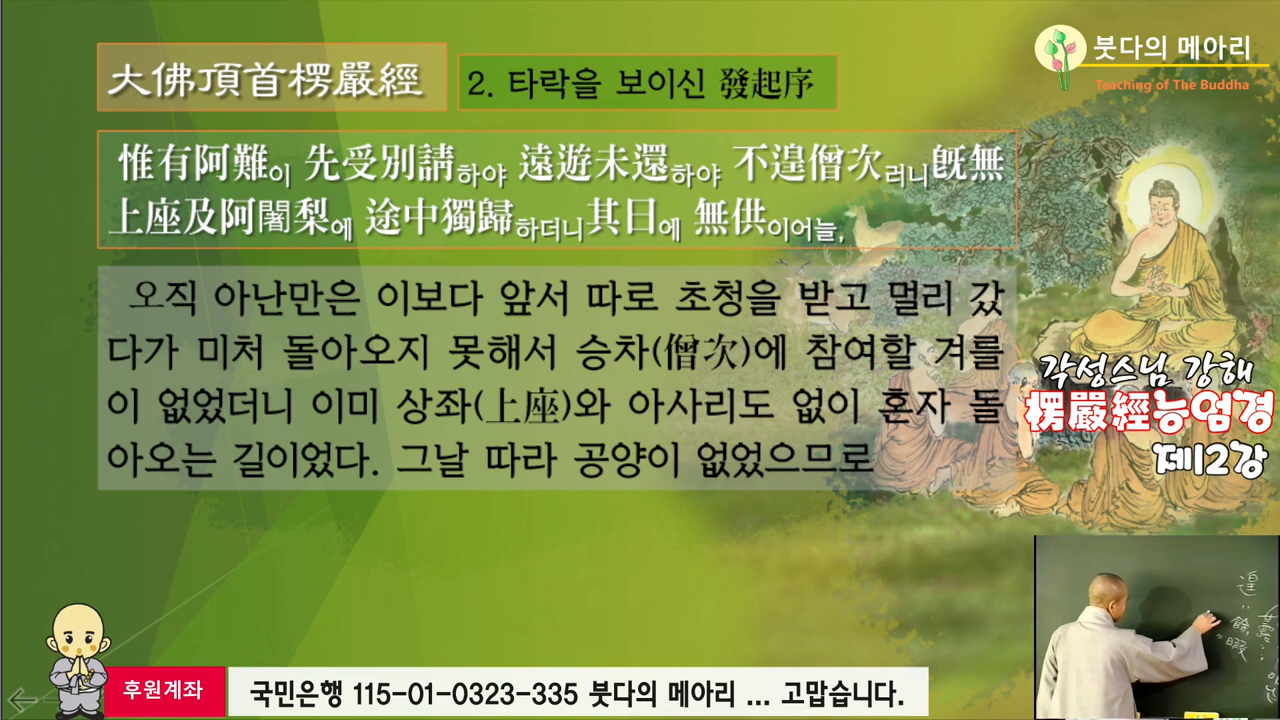 大佛頂首楞嚴經
2. 타락을 보이신 發起序
붓다의 메아리
Teaching of The Buddha
惟有阿難이 先受別請하야 遠遊未還하야 不遑僧次러니 旣無
上座及阿闍梨에 途中獨歸하더니 其日에 無供이어늘,
오직 아난만은 이보다 앞서 따로 초청을 받고 멀리 갔
다가 미처 돌아오지 못해서 승차(僧次)에 참여할 겨를
이 없었더니 이미 상좌(上座)와 아사리도 없이 혼자 돌
아오는 길이었다. 그날 따라 공양이 없었으므로
각성스님 강해
楞嚴經능엄경
제12강
遑
餘
暇
후원계좌
국민은행 115-01-0323-335 붓다의 메아리 ... 고맙습니다.